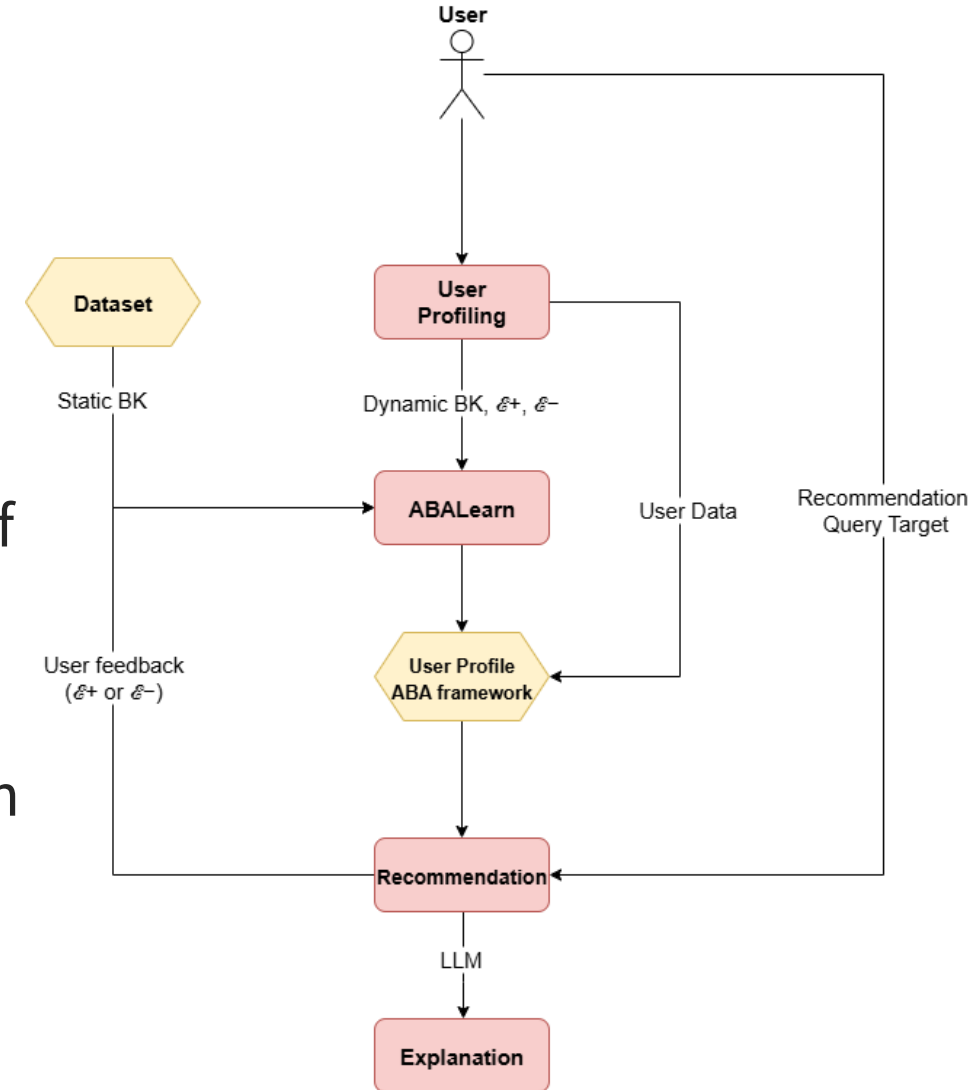 User
User
Profiling
Dataset
Static BK
Dynamic BK, ℰ+, ℰ−
f
ABALearn
User Data
Recommendation
Query Target
User feedback
(ℰ+ or ℰ−)
User Profile
ABA framework
n
Recommendation
LLM
Explanation